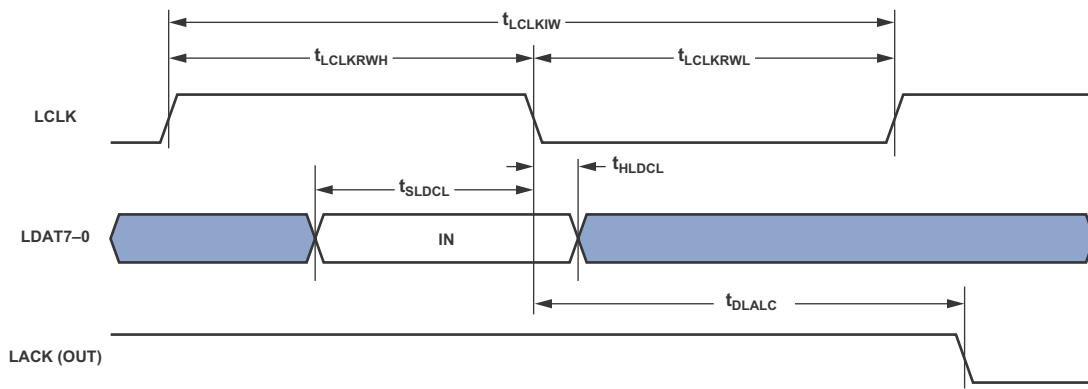 tLCLKIW
tLCLKRWH
tLCLKRWL
LCLK
tHLDCL
tSLDCL
LDAT7–0
IN
tDLALC
LACK (OUT)